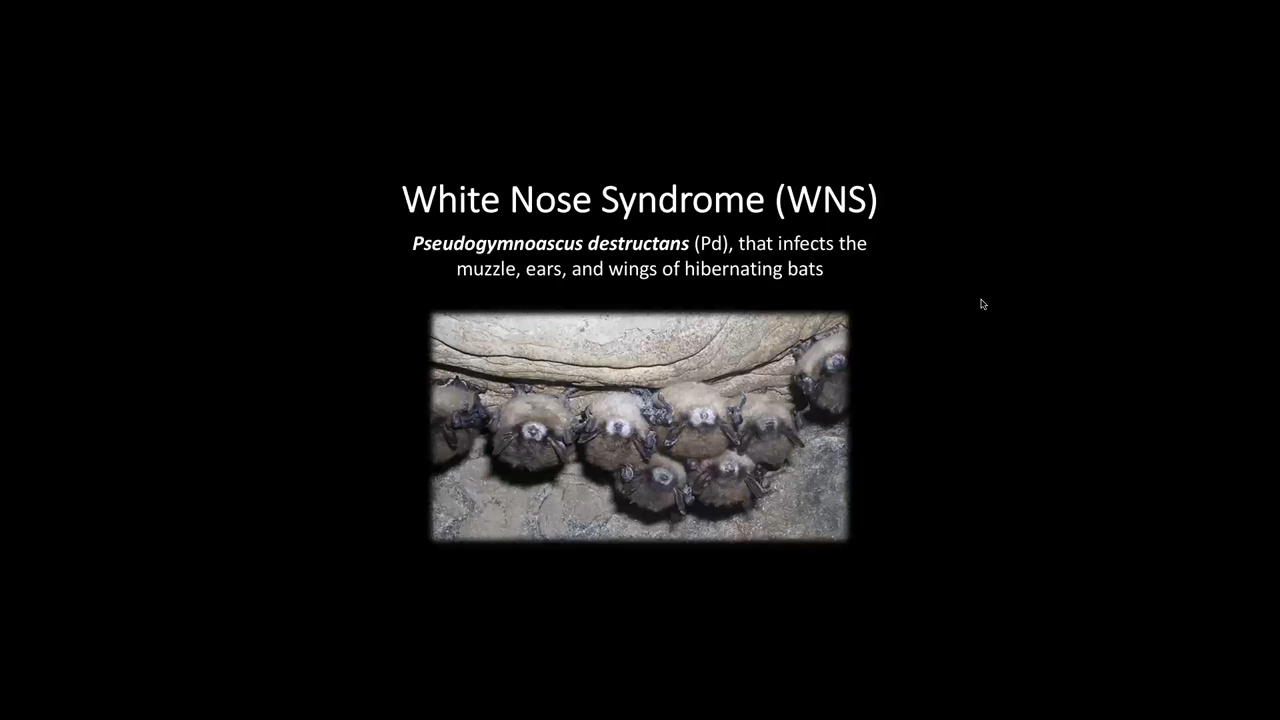 White Nose Syndrome (WNS)
Pseudogymnoascus destructans (Pd), that infects the
muzzle, ears, and wings of hibernating bats